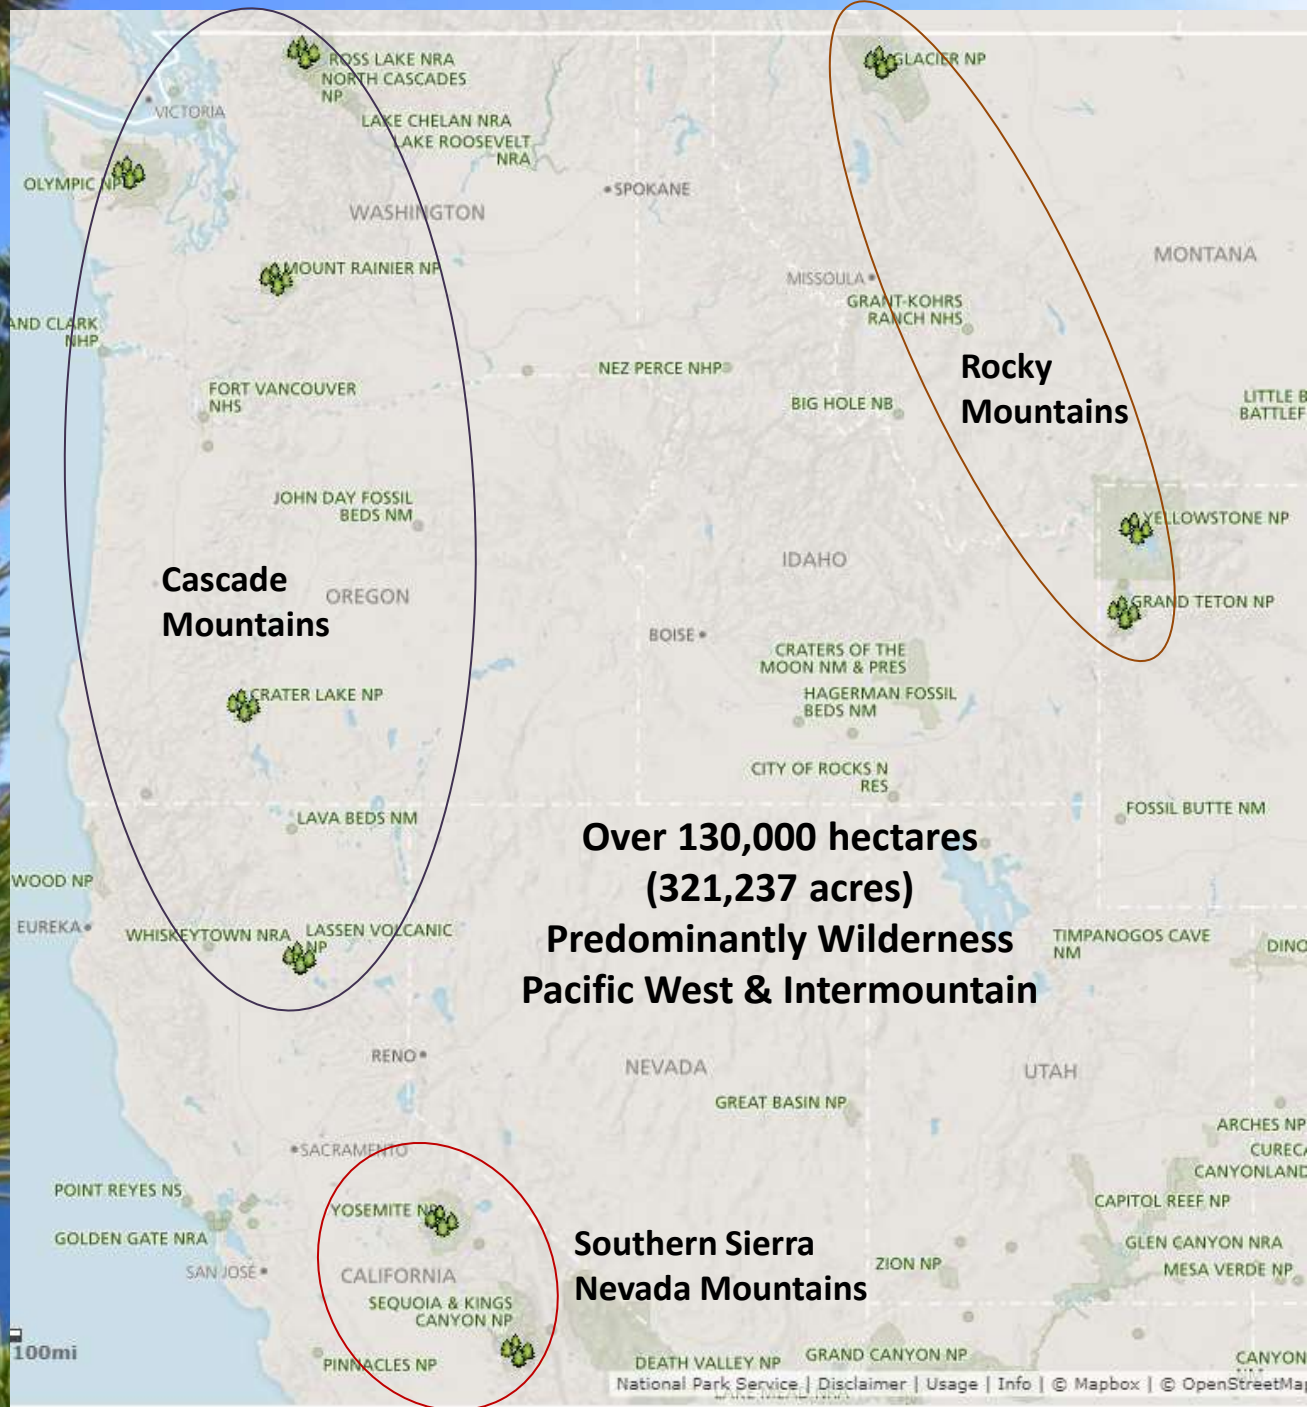 ROSS LAKE NRA
NORTH CASCADES
NP
GLACIER NP
VICTORIA
LAKE CHELAN NRA
LAKE ROOSEVELT
NRA
OLYMPIC NP
SPOKANE
WASHINGTON
MONTANA
MOUNT RAINIER NP
MISSOULA
GRANT-KOHRS
RANCH NHS
AND CLARK
NHP
Rocky
Mountains
NEZ PERCE NHP
FORT VANCOUVER
NHS
BIG HOLE NB
LITTLE B
BATTLEF
JOHN DAY FOSSIL
BEDS NM
YELLOWSTONE NP
IDAHO
Cascade
Mountains
OREGON
GRAND TETON NP
BOISE
CRATERS OF THE
MOON NM & PRES
CRATER LAKE NP
HAGERMAN FOSSIL
BEDS NM
CITY OF ROCKS N
RES
LAVA BEDS NM
FOSSIL BUTTE NM
Over 130,000 hectares
(321,237 acres)
Predominantly Wilderness
Pacific West & Intermountain
WOOD NP
EUREKA
WHISKEYTOWN NRA
LASSEN VOLCANIC
NP
TIMPANOGOS CAVE
NM
DINO
RENO
NEVADA
UTAH
GREAT BASIN NP
ARCHES NP
CURECA
CANYONLAND
SACRAMENTO
POINT REYES NS
YOSEMITE NP
CAPITOL REEF NP
GOLDEN GATE NRA
Southern Sierra
Nevada Mountains
GLEN CANYON NRA
ZION NP
MESA VERDE NP
SAN JOSE
CALIFORNIA
SEQUOIA & KINGS
CANYON NP
100mi
PINNACLES NP
DEATH VALLEY NP
GRAND CANYON NP
CANYON
National Park Service | Disclaimer | Usage | Info | © Mapbox | © OpenStreetMap